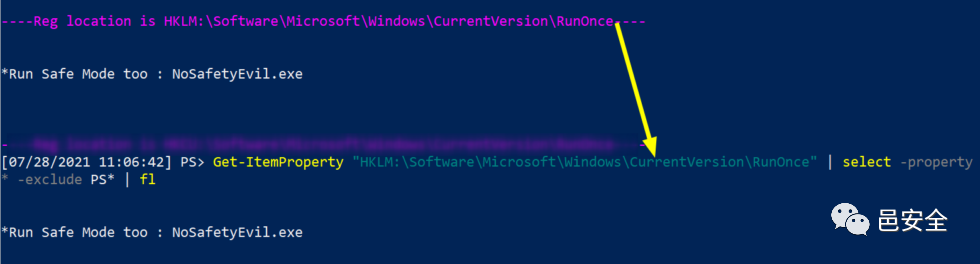 ----Reg location is HKLM:\Software\Microsoft\Windows\CurrentVersion\RunOnce----
*Run Safe Mode too : NoSafetyEvil.exe
[07/28/2021 11:06:42] PS> Get-ItemProperty "HKLM:\Software\Microsoft\Windows\CurrentVersion\RunOnce" | select -property
* -exclude PS* | fl
*Run Safe Mode too : NoSafetyEvil.exe
邑安全